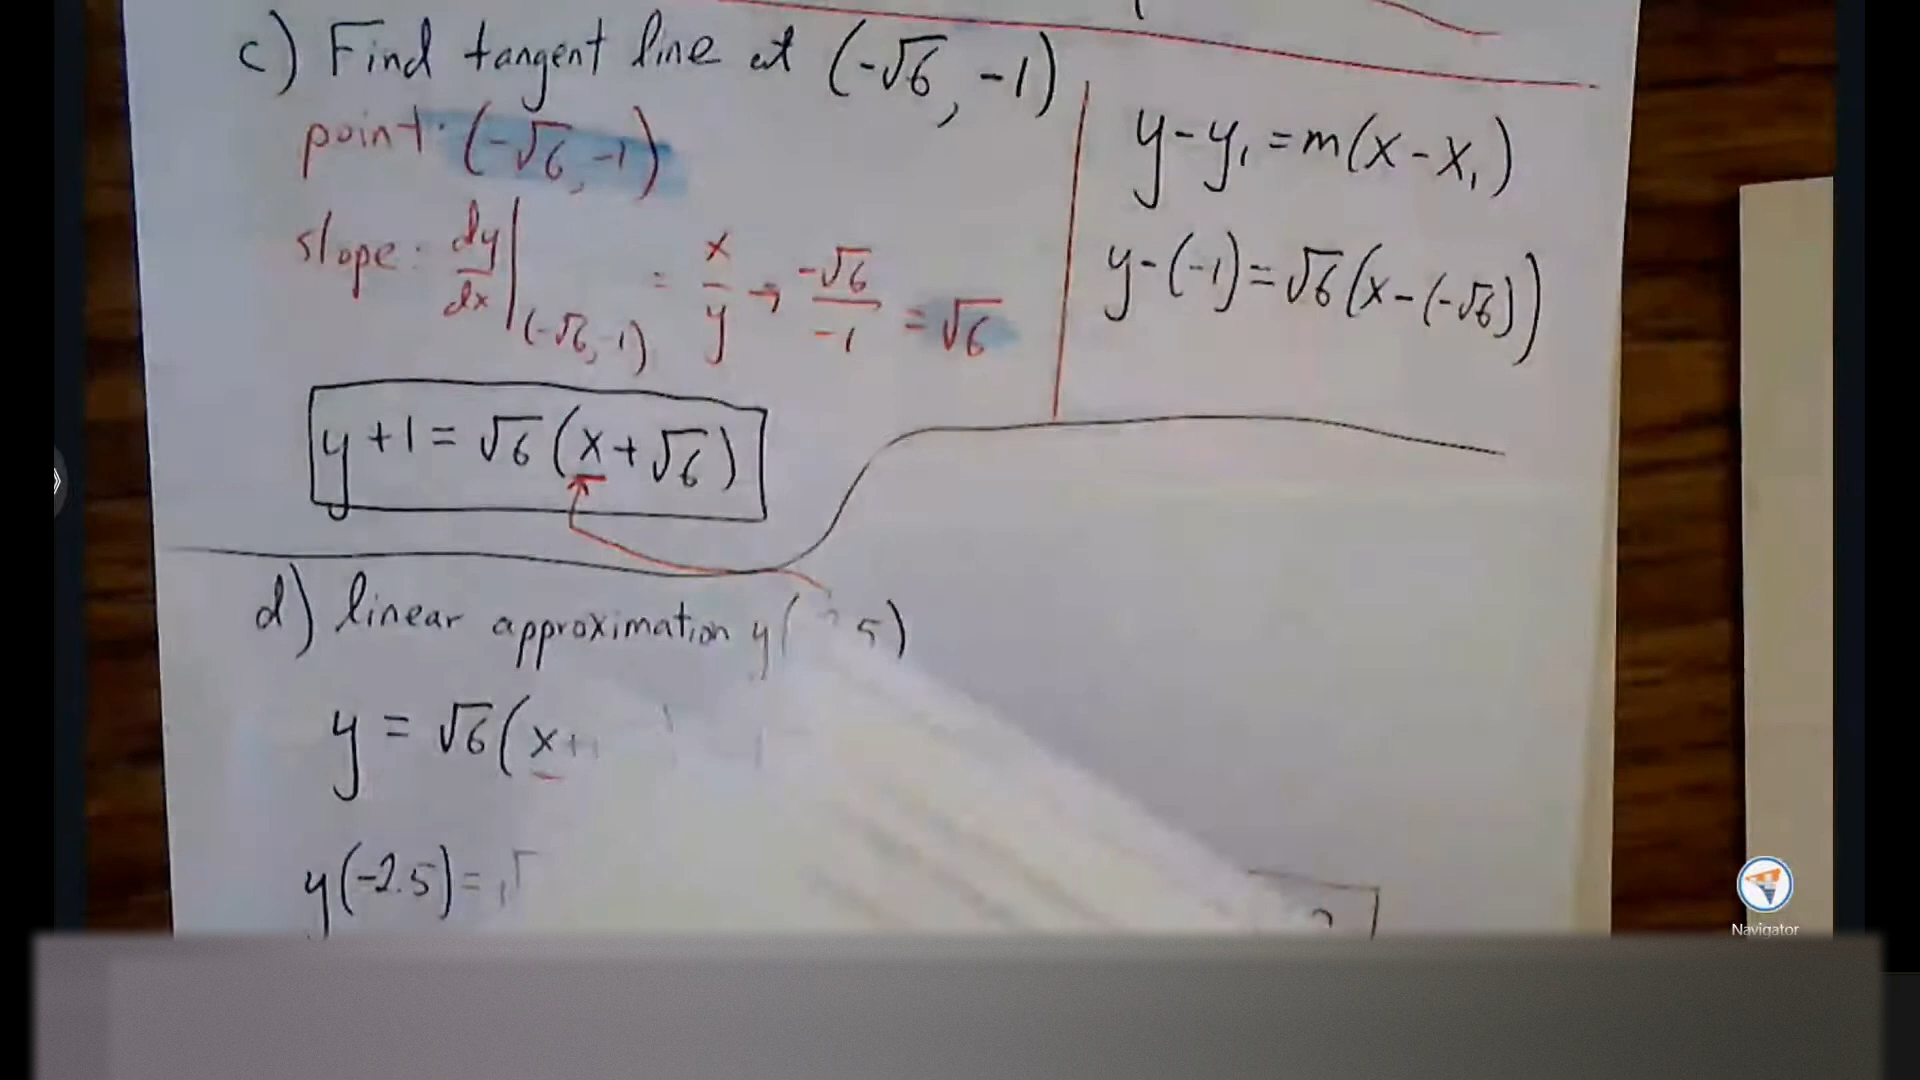 c) Find tangent line at (-√6, -1)
point: (-√6, -1)
slope: dy/dx |(-√6, -1) = x/y → -√6/-1 = √6
y - y₁ = m(x - x₁)
y - (-1) = √6(x - (-√6))
y + 1 = √6(x + √6)
d) linear approximation y( 5)
y = √6(x+
y(-2.5) = √
Navigator